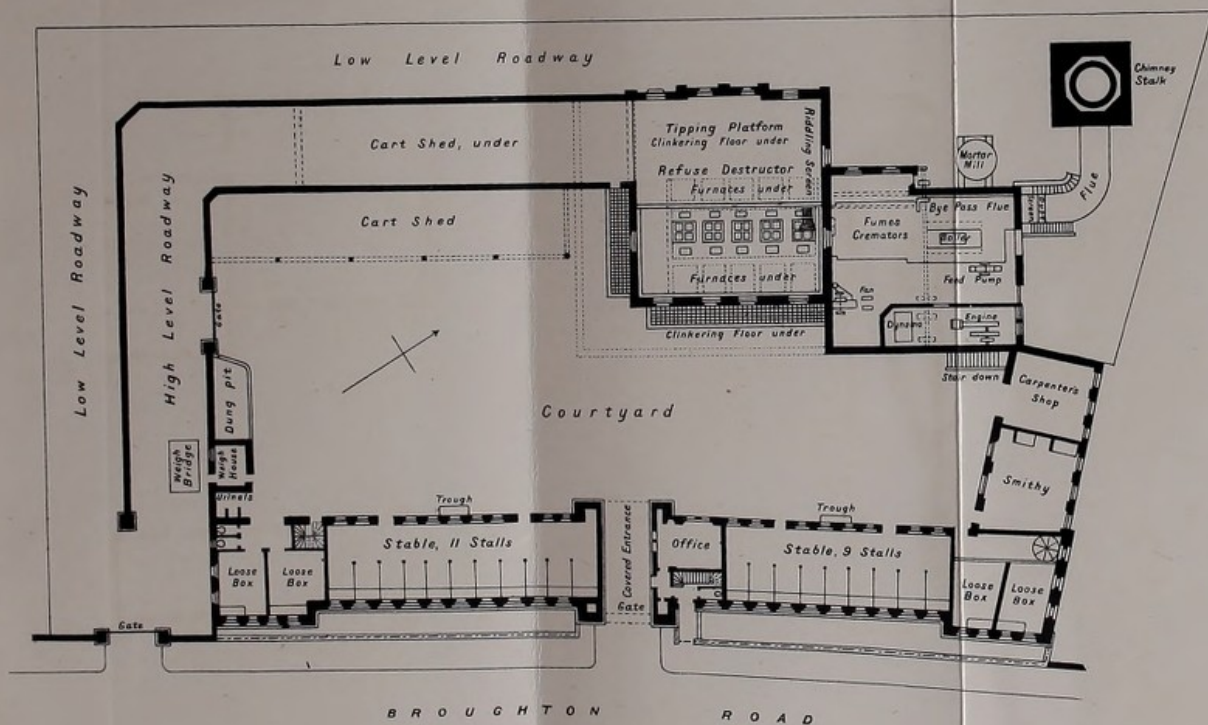 Low Level Roadway
Chimney
Stalk
Cart Shed, under
Tipping Platform
Clinkering Floor under
Riddling Screen
Refuse Destructor
Furnaces under
Mortar
Mill
Flue
Low Level Roadway
High Level Roadway
Cart Shed
Bye Pass Flue
Fumes
Cremators
Boiler
Furnaces under
Feed Pump
Fan
Gate
Dynamo
Engine
Clinkering Floor under
Stair down
Carpenter's
Shop
Dung pit
Courtyard
Weigh
Bridge
Weigh
House
Smithy
Urinals
Trough
Trough
Stable, 11 Stalls
Covered Entrance
Office
Stable, 9 Stalls
Loose
Box
Loose
Box
Loose
Box
Loose
Box
Gate
Gate
BROUGHTON ROAD